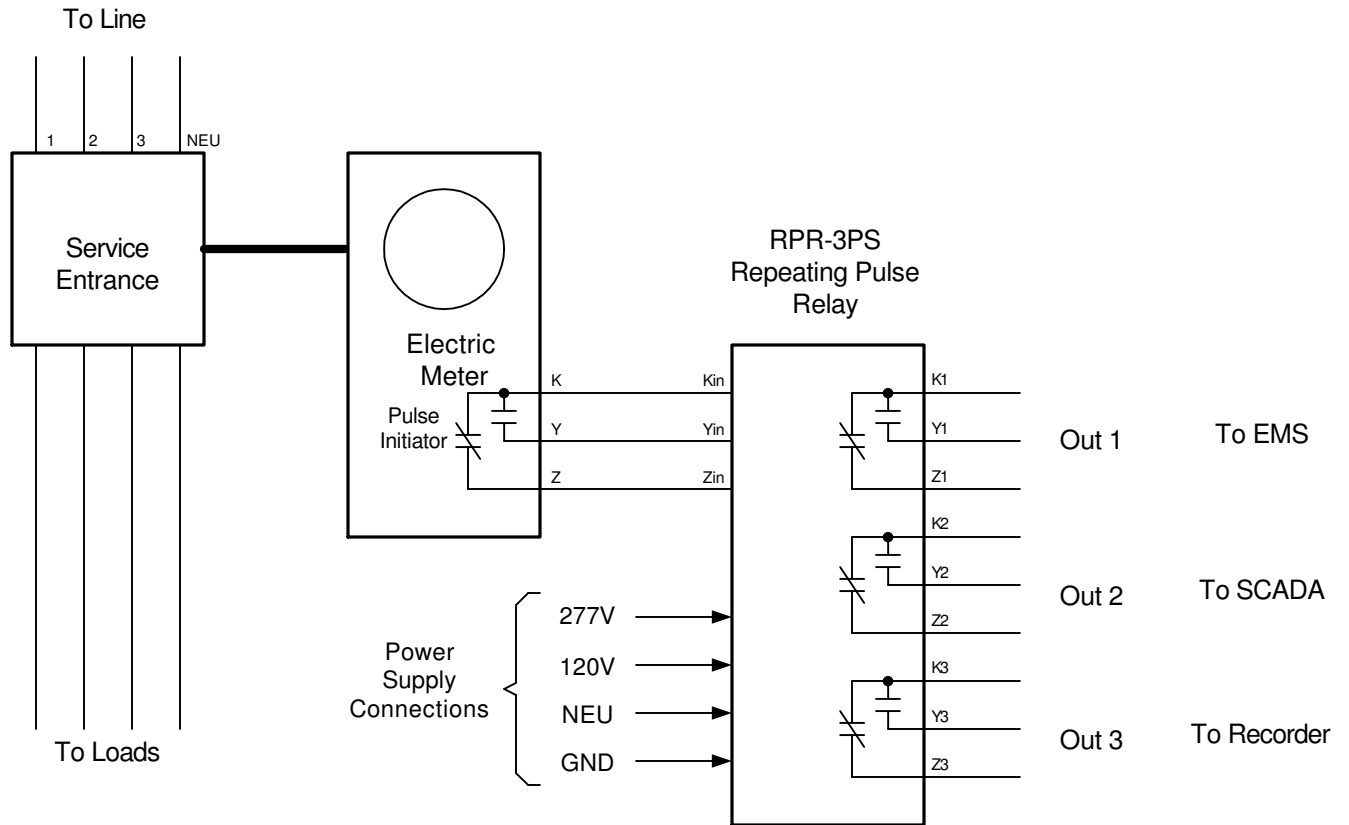 To Line
1
2
3
NEU
Service
Entrance
To Loads
Electric
Meter
Pulse
Initiator
K
Y
Z
Kin
Yin
Zin
RPR-3PS
Repeating Pulse
Relay
Power
Supply
Connections
277V
120V
NEU
GND
K1
Y1
Z1
Out 1
To EMS
K2
Y2
Z2
Out 2
To SCADA
K3
Y3
Z3
Out 3
To Recorder